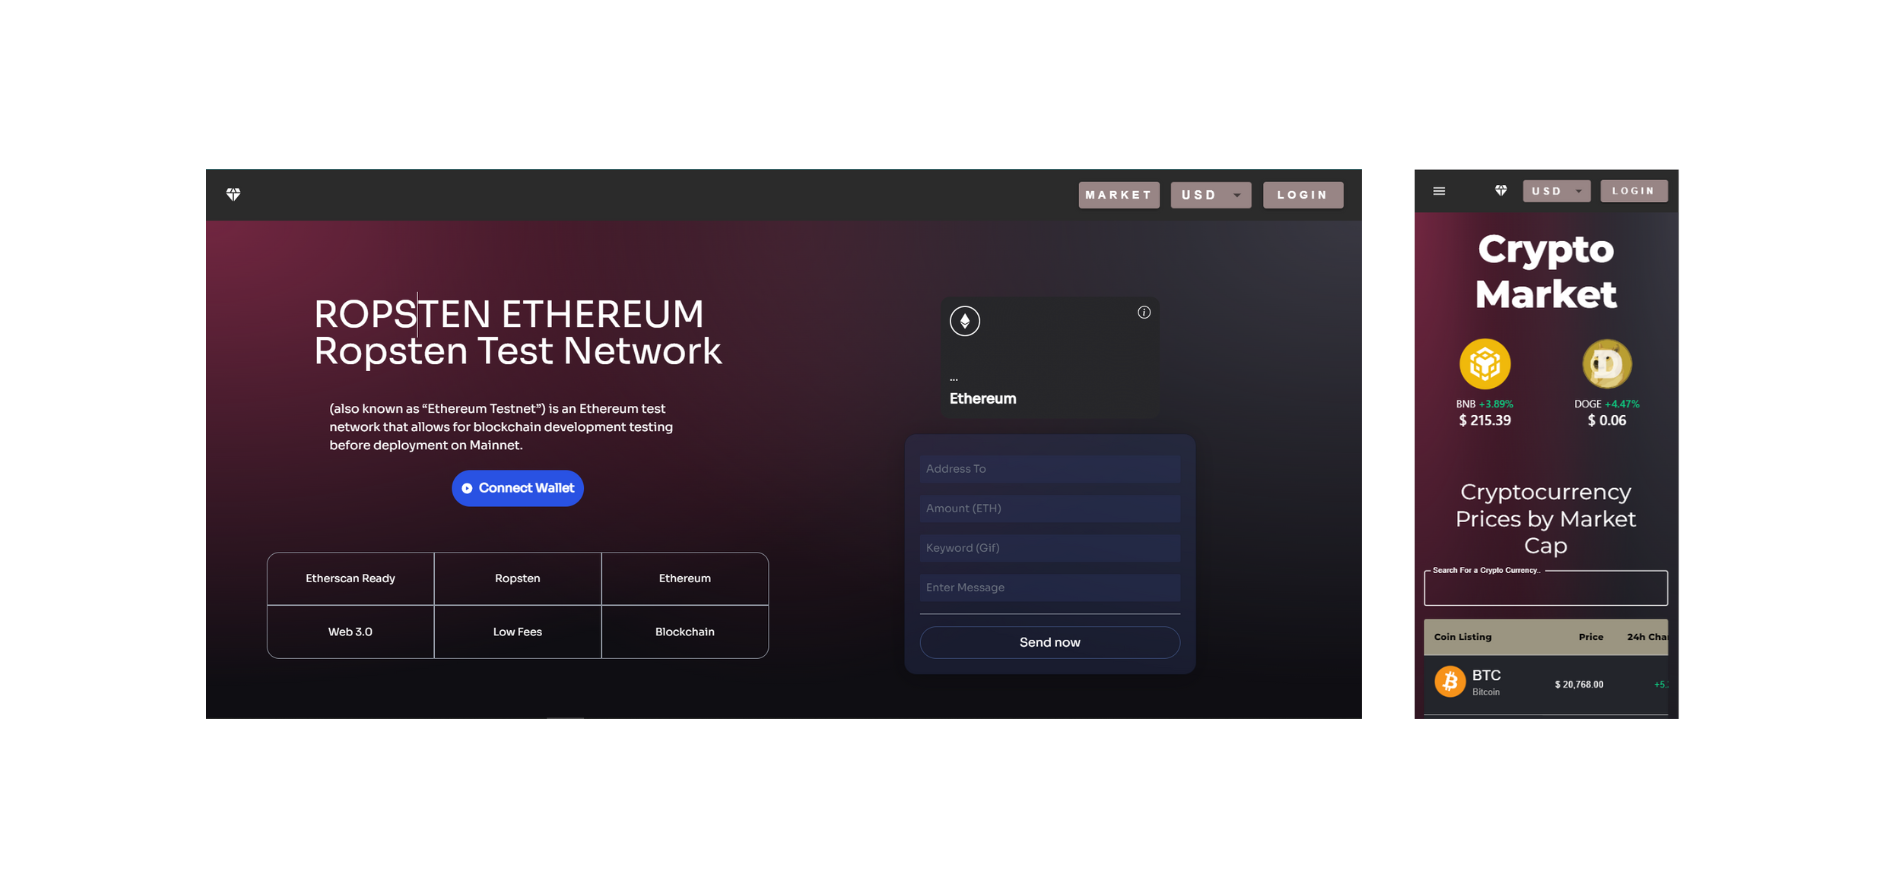 MARKET
USD
LOGIN
ROPSTEN ETHEREUM
Ropsten Test Network
(also known as “Ethereum Testnet”) is an Ethereum test
network that allows for blockchain development testing
before deployment on Mainnet.
Connect Wallet
Etherscan Ready
Ropsten
Ethereum
Web 3.0
Low Fees
Blockchain
...
Ethereum
Address To
Amount (ETH)
Keyword (Gif)
Enter Message
Send now
USD
LOGIN
Crypto
Market
BNB +3.89%
$ 215.39
DOGE +4.47%
$ 0.06
Cryptocurrency
Prices by Market
Cap
Search For a Crypto Currency..
Coin Listing
Price
24h
BTC
Bitcoin
$ 20,768.00